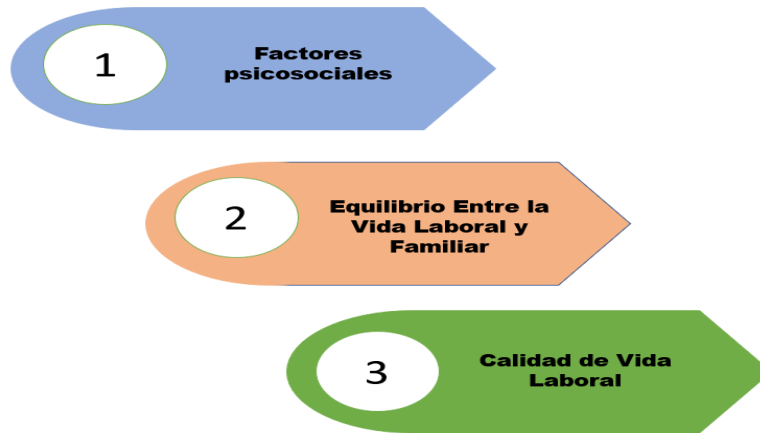 1
Factores
psicosociales
2
Equilibrio Entre la
Vida Laboral y
Familiar
3
Calidad de Vida
Laboral